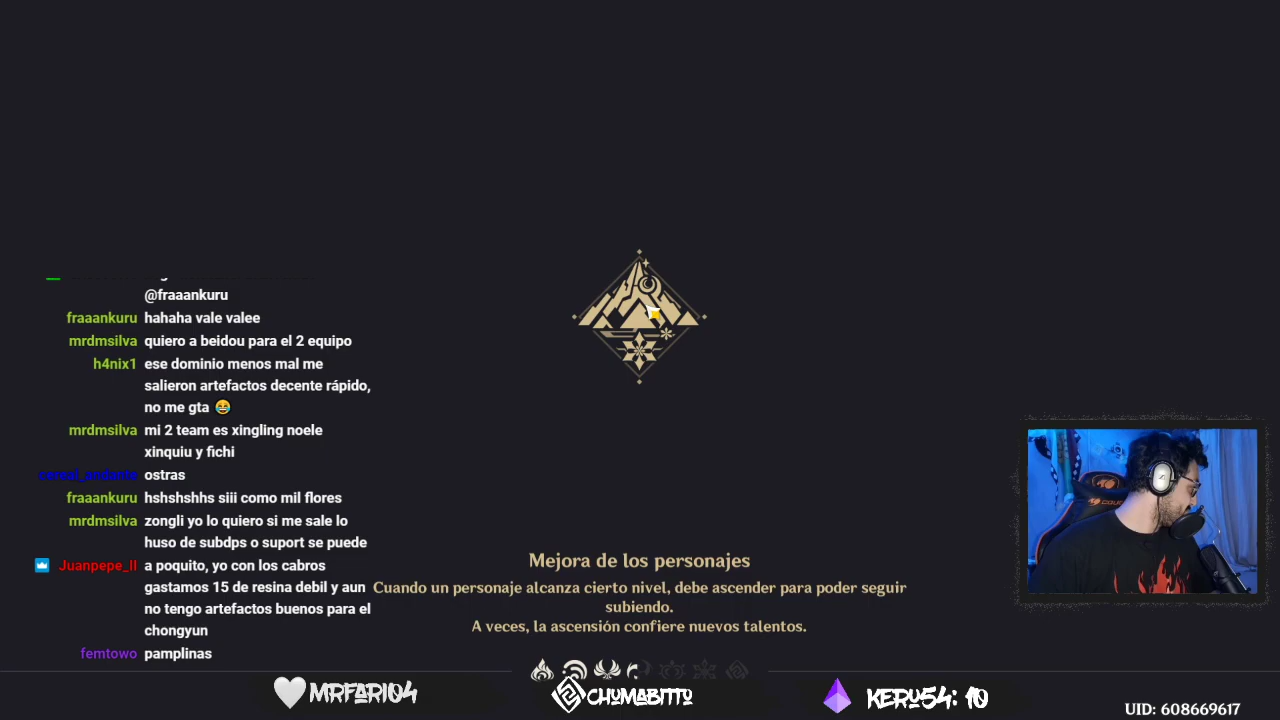 @fraaankuru
fraaankuru hahaha vale valee
mrdmsilva quiero a beidou para el 2 equipo
h4nix1 ese dominio menos mal me
salieron artefactos decente rápido,
no me gta 😂
mrdmsilva mi 2 team es xingling noele
xinquiu y fichi
ostras
fraaankuru hshshshhs siii como mil flores
mrdmsilva zongli yo lo quiero si me sale lo
huso de subdps o suport se puede
Juanpepe_ll a poquito, yo con los cabros
gastamos 15 de resina debil y aun
no tengo artefactos buenos para el
chongyun
femtowo pamplinas
Mejora de los personajes
Cuando un personaje alcanza cierto nivel, debe ascender para poder seguir
subiendo.
A veces, la ascensión confiere nuevos talentos.
MRFARI04
CHUMABITTO
KERU54: 10
UID: 608669617